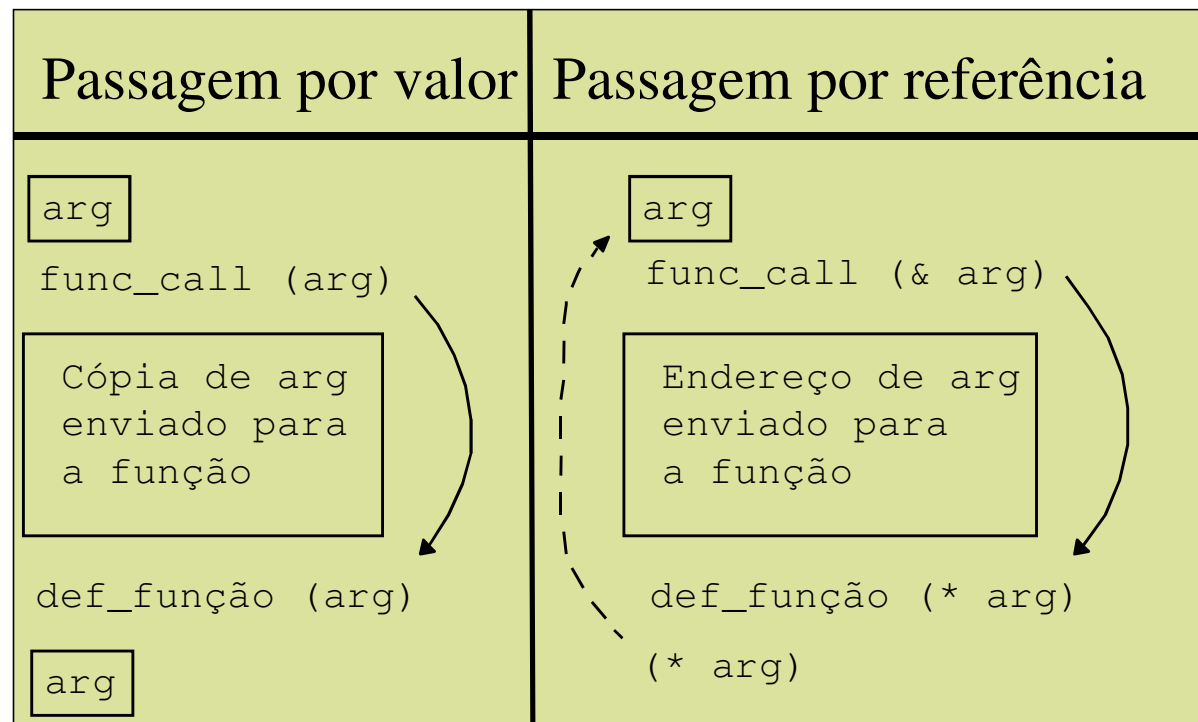 Passagem por valor
arg
func_call (arg)
Cópia de arg
enviado para
a função
def_função (arg)
arg
Passagem por referência
arg
func_call (& arg)
Endereço de arg
enviado para
a função
def_função (* arg)
(* arg)